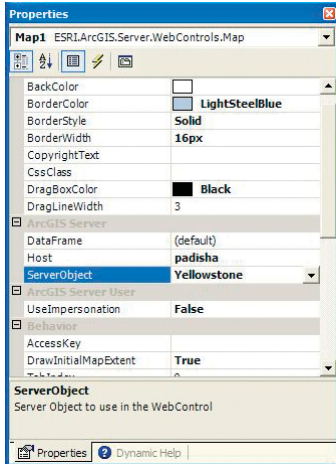 Properties
Map1 ESRI.ArcGIS.Server.WebControls.Map
BackColor
BorderColor LightSteelBlue
BorderStyle Solid
BorderWidth 16px
CopyrightText
CssClass
DragBoxColor Black
DragLineWidth 3
ArcGIS Server
DataFrame (default)
Host padisha
ServerObject Yellowstone
ArcGIS Server User
UseImpersonation False
Behavior
AccessKey
DrawInitialMapExtent True
TabIndex 0
ServerObject
Server Object to use in the WebControl
Properties Dynamic Help